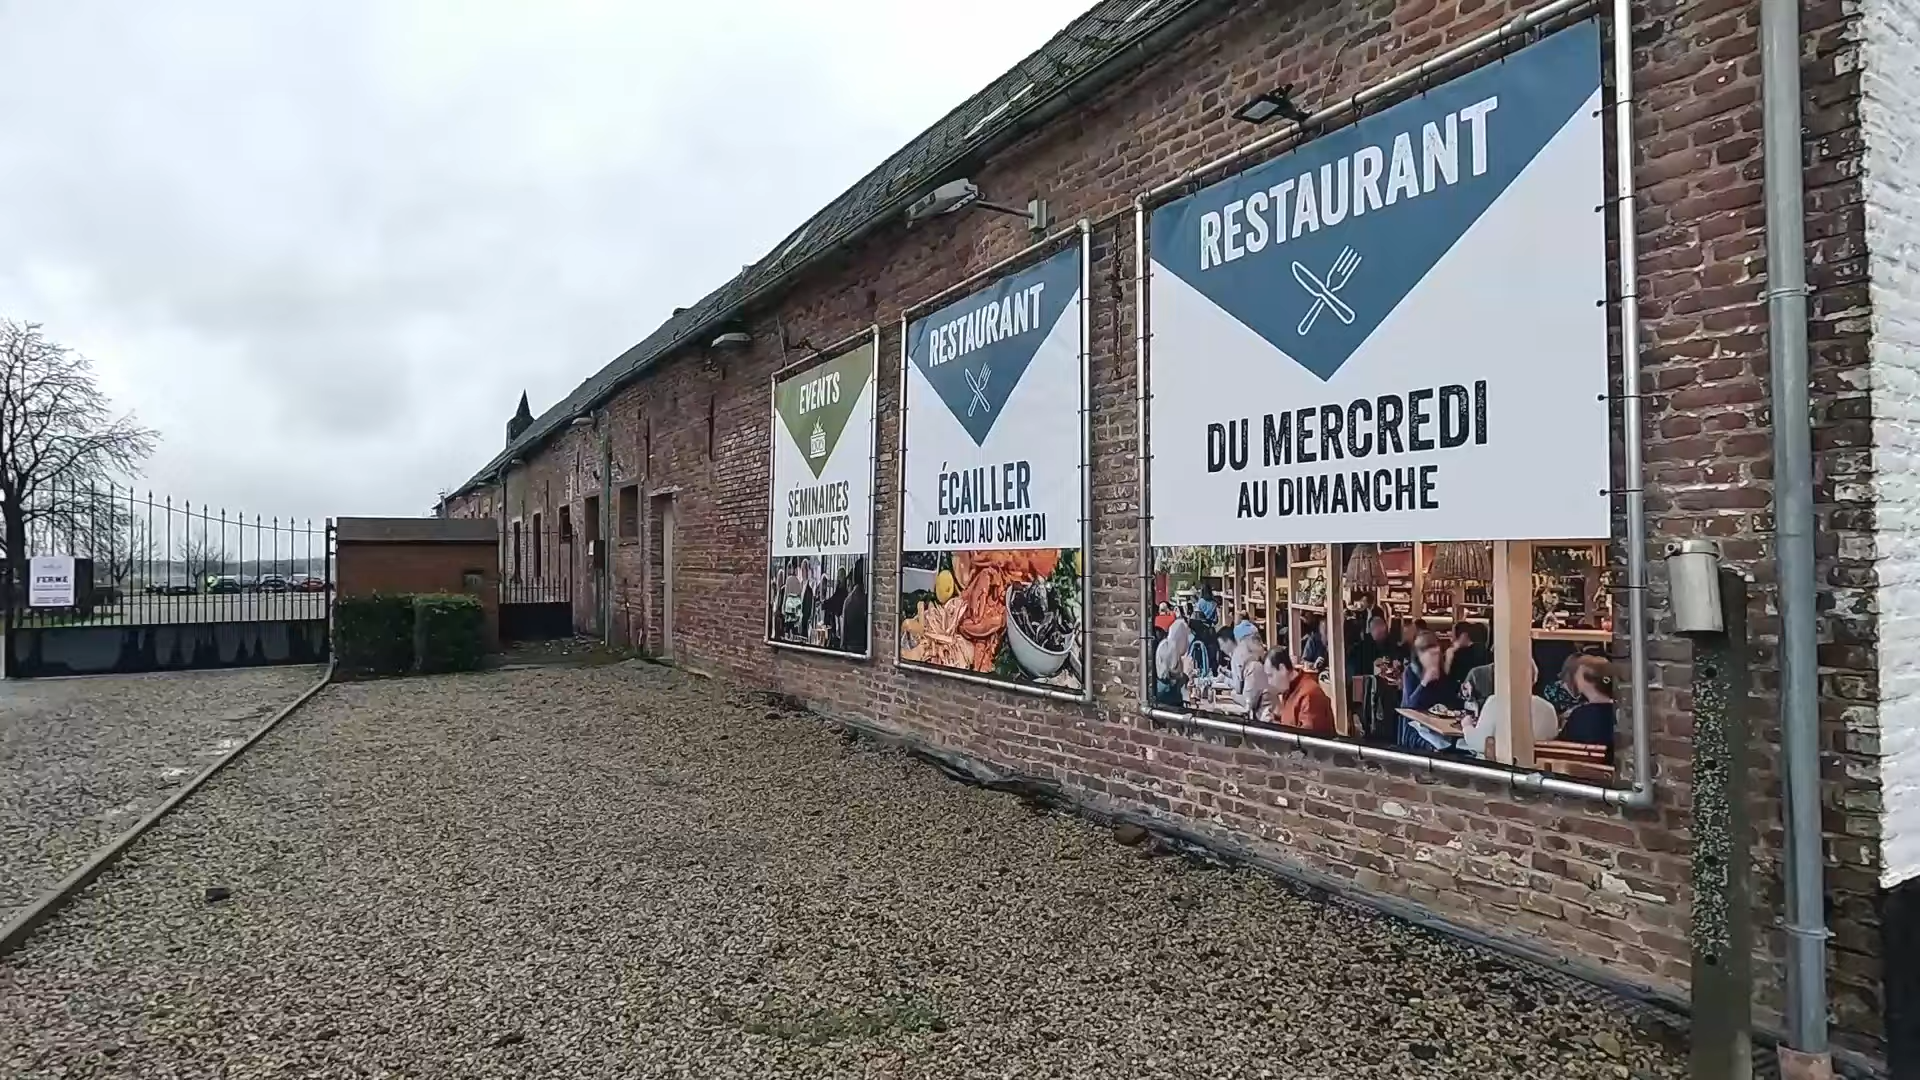 FERMÉ
EVENTS
SÉMINAIRES
& BANQUETS
RESTAURANT
ÉCAILLER
DU JEUDI AU SAMEDI
RESTAURANT
DU MERCREDI
AU DIMANCHE